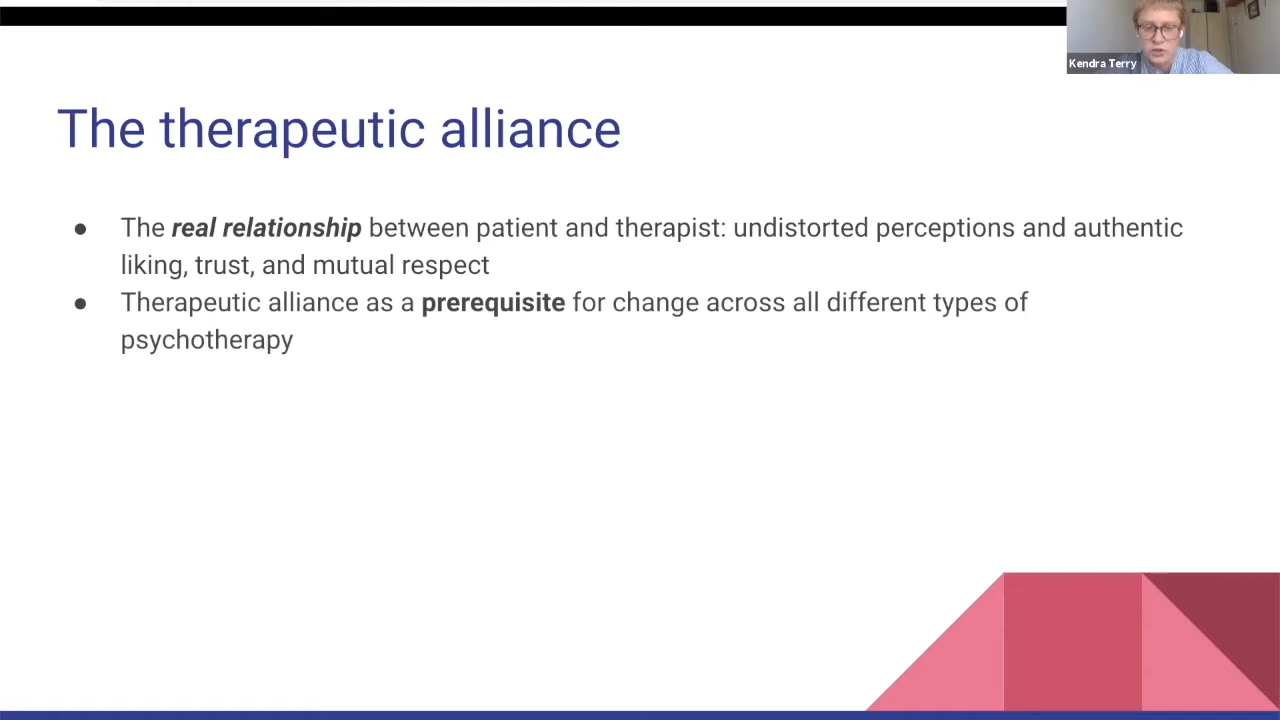 Kendra Terry
The therapeutic alliance
● The real relationship between patient and therapist: undistorted perceptions and authentic
liking, trust, and mutual respect
● Therapeutic alliance as a prerequisite for change across all different types of
psychotherapy